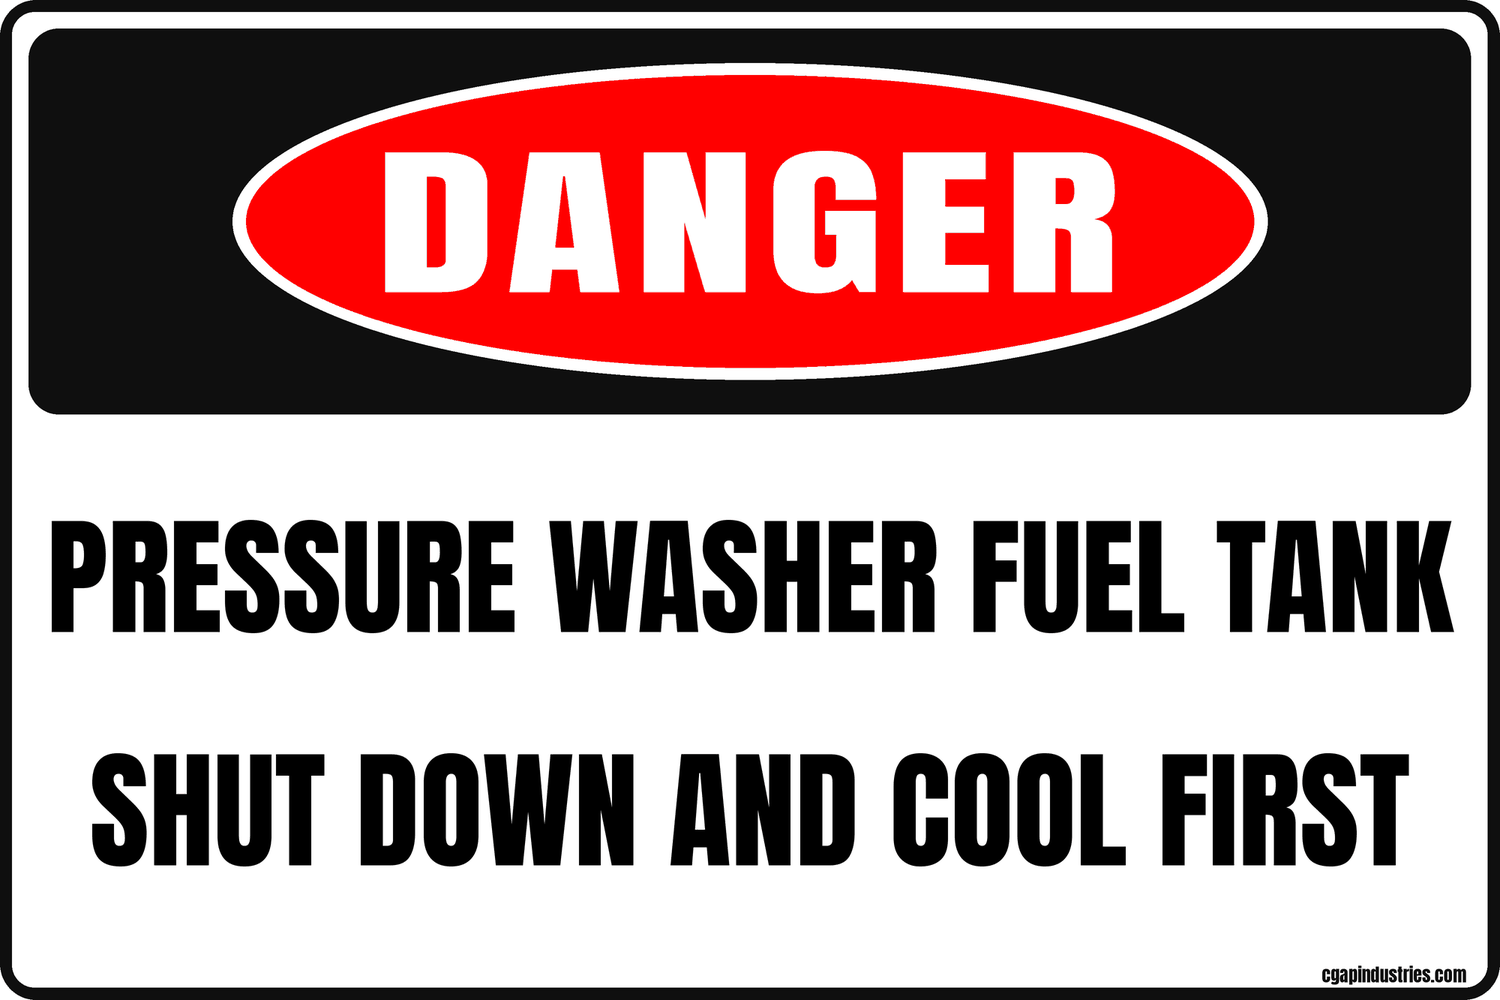 DANGER
PRESSURE WASHER FUEL TANK
SHUT DOWN AND COOL FIRST
cgapindustries.com